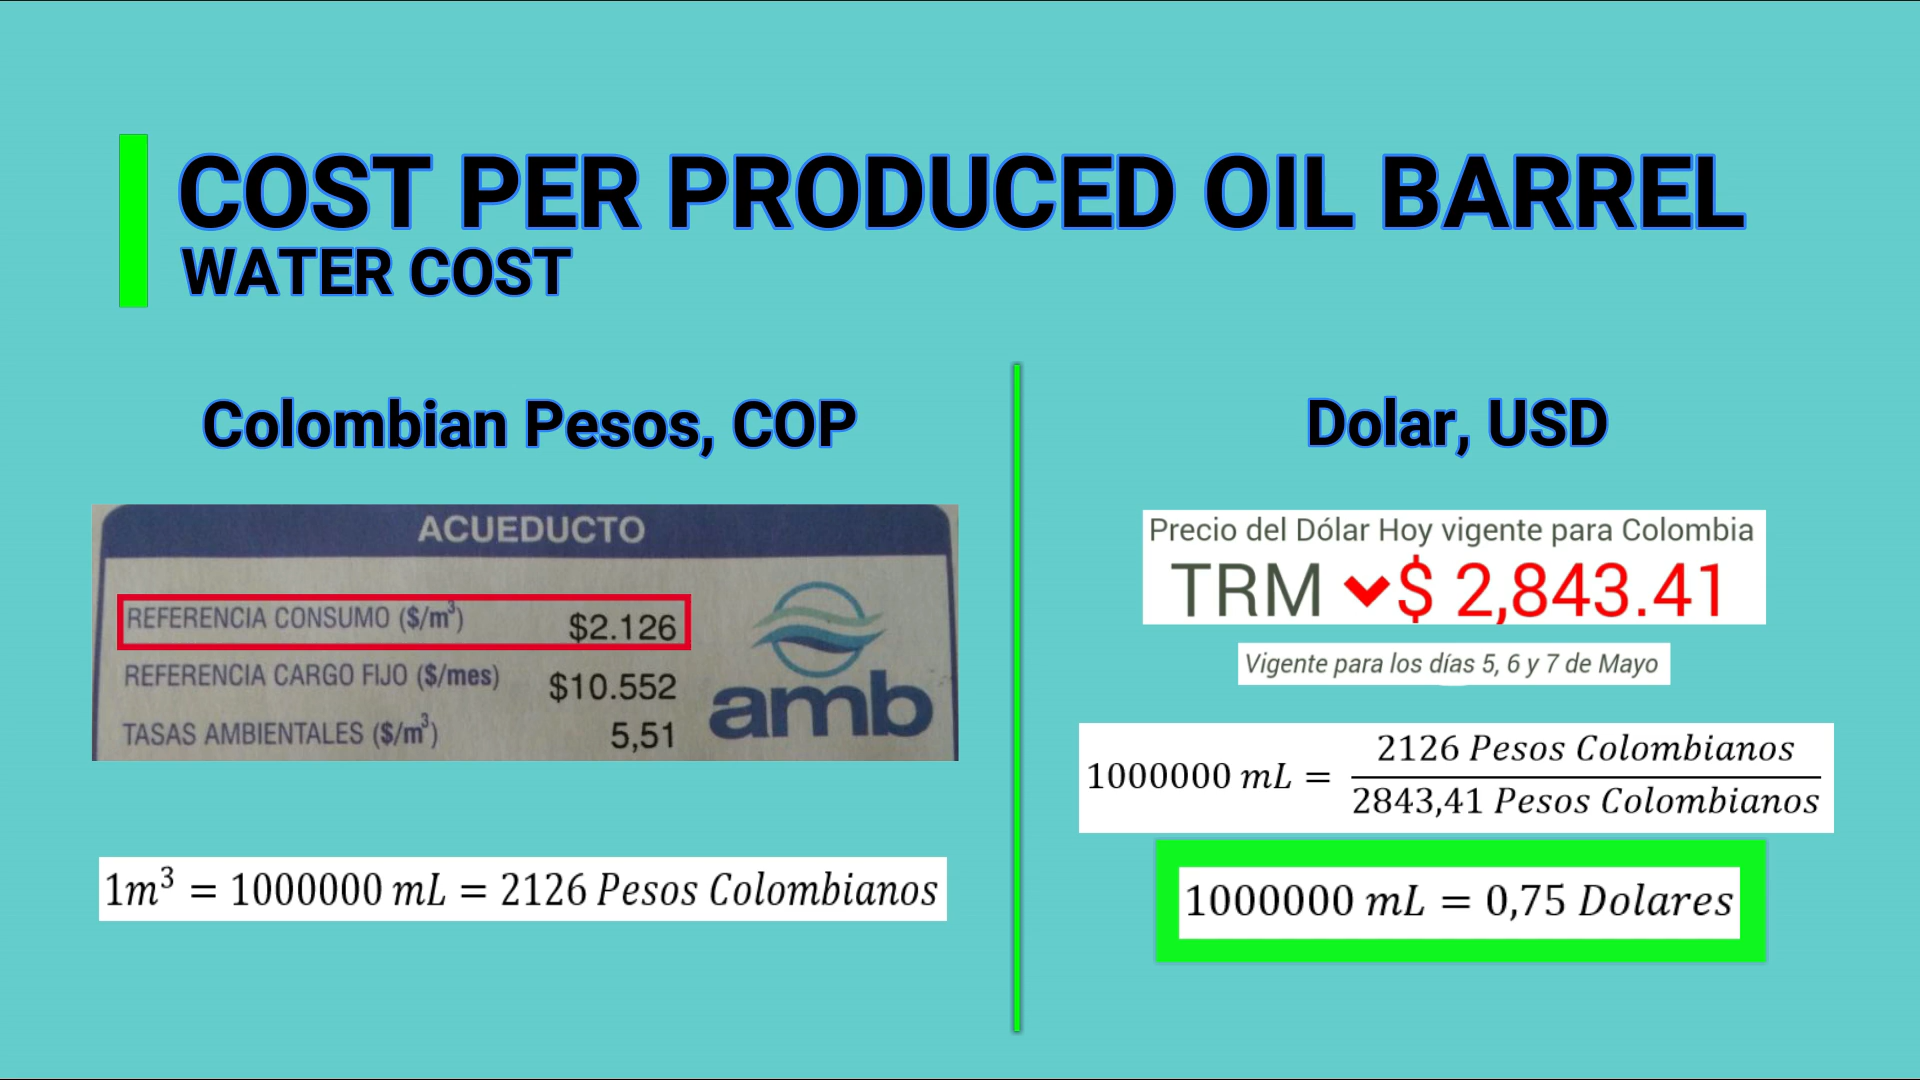 COST PER PRODUCED OIL BARREL
WATER COST
Colombian Pesos, COP
ACUEDUCTO
REFERENCIA CONSUMO ($/m³) $2.126
REFERENCIA CARGO FIJO ($/mes) $10.552
TASAS AMBIENTALES ($/m³) 5,51
amb
1m³ = 1000000 mL = 2126 Pesos Colombianos
Dolar, USD
Precio del Dólar Hoy vigente para Colombia
TRM $ 2,843.41
Vigente para los días 5, 6 y 7 de Mayo
1000000 mL = 2126 Pesos Colombianos
2843,41 Pesos Colombianos
1000000 mL = 0,75 Dolares